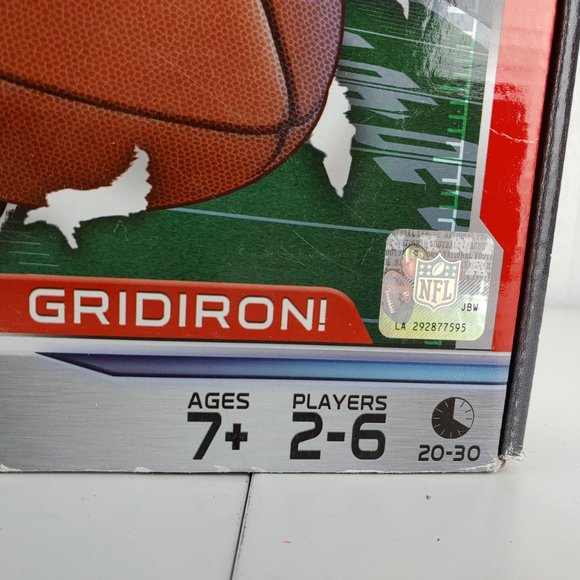 GRIDIRON!
NFL
JBW
LA 292877595
AGES
7+
PLAYERS
2-6
20-30